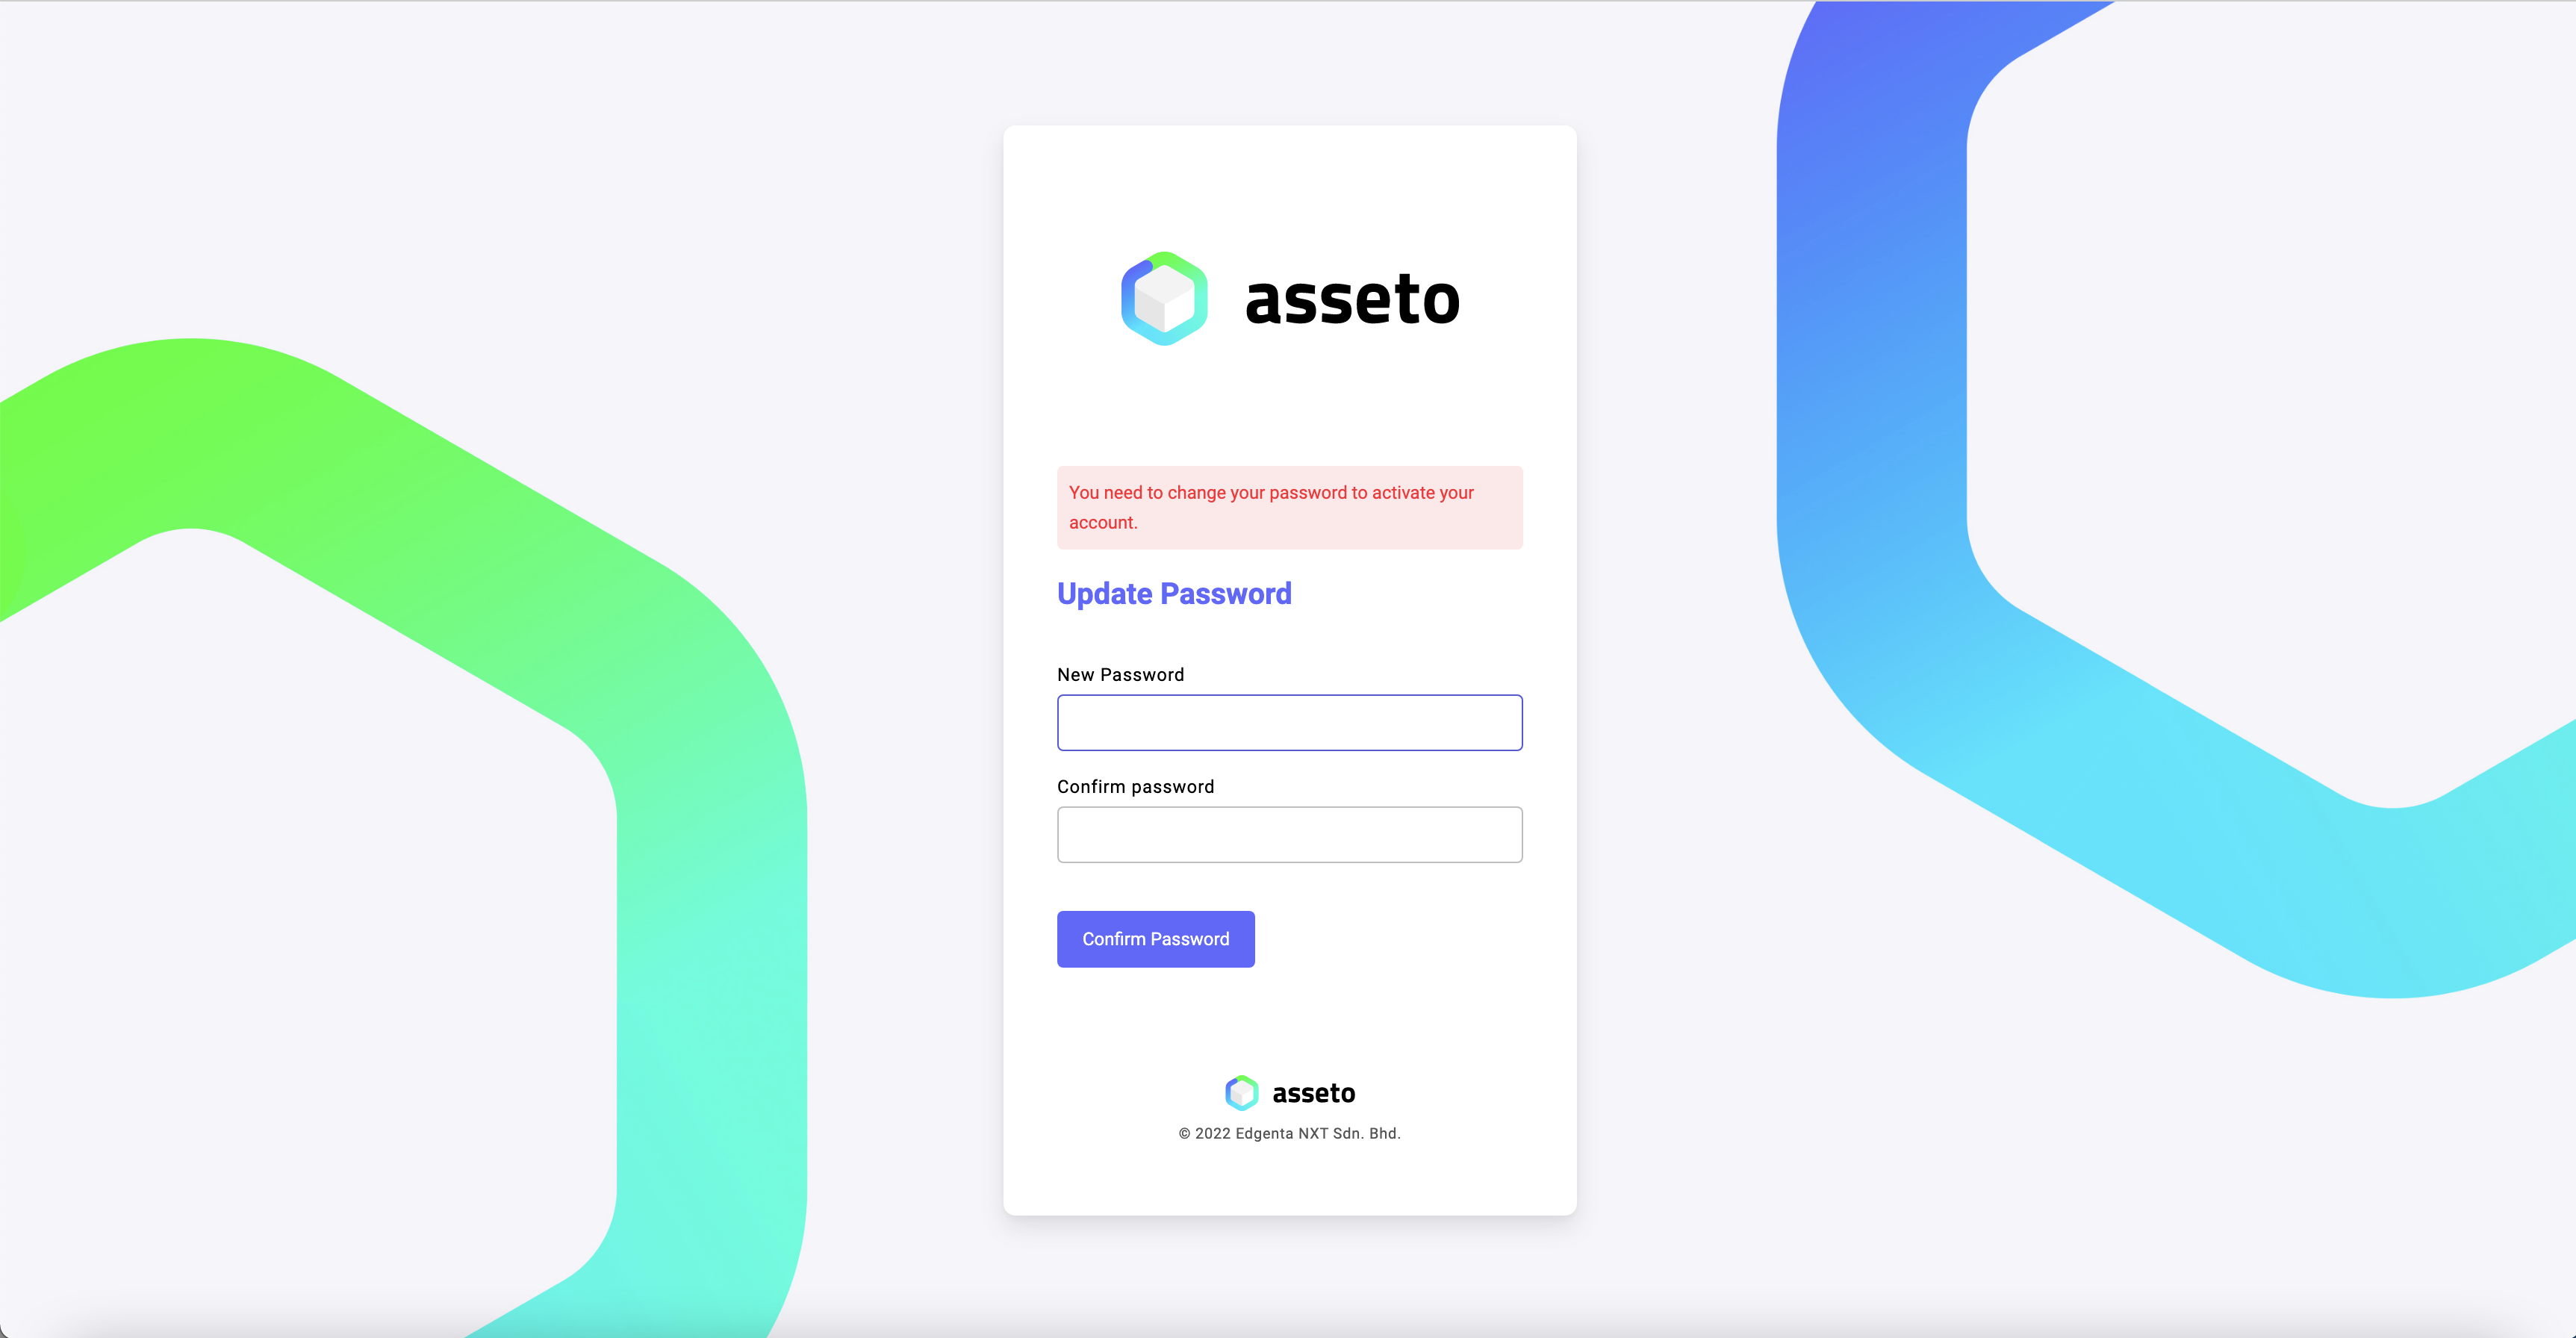 asseto
You need to change your password to activate your
account.
Update Password
New Password
Confirm password
Confirm Password
asseto
© 2022 Edgenta NXT Sdn. Bhd.